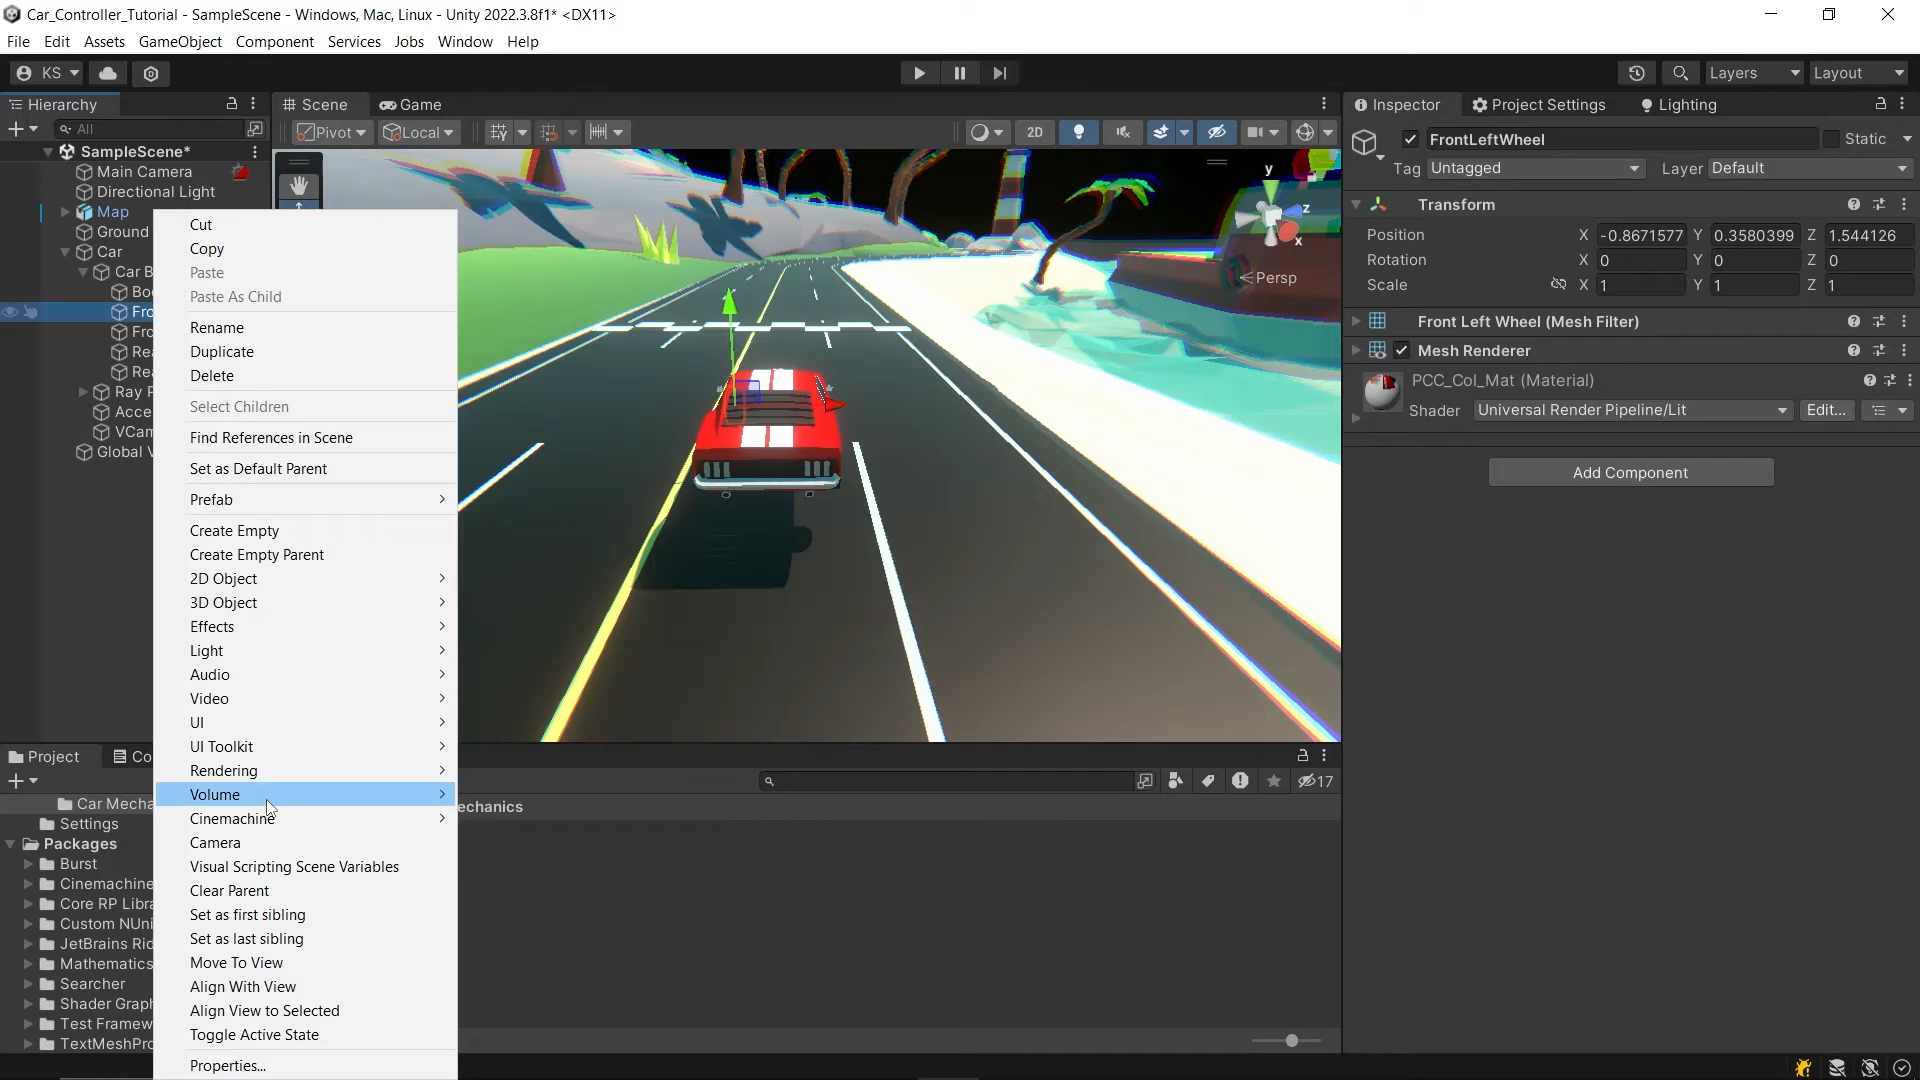 Car_Controller_Tutorial - SampleScene - Windows, Mac, Linux - Unity 2022.3.8f1* <DX11>
File Edit Assets GameObject Component Services Jobs Window Help
KS Layers Layout
Hierarchy
All
SampleScene*
Main Camera
Directional Light
Map
Ground
Car
Car B
Bo
Fro
Fro
Rea
Rea
Ray P
Acce
VCam
Global V
Cut
Copy
Paste
Paste As Child
Rename
Duplicate
Delete
Select Children
Find References in Scene
Set as Default Parent
Prefab
Create Empty
Create Empty Parent
2D Object
3D Object
Effects
Light
Audio
Video
UI
UI Toolkit
Rendering
Volume
Cinemachine
Camera
Visual Scripting Scene Variables
Clear Parent
Set as first sibling
Set as last sibling
Move To View
Align With View
Align View to Selected
Toggle Active State
Properties...
Scene Game
Pivot Local 2D
y
z
x
Persp
Inspector Project Settings Lighting
FrontLeftWheel Static
Tag Untagged Layer Default
Transform
Position X -0.8671577 Y 0.3580399 Z 1.544126
Rotation X 0 Y 0 Z 0
Scale X 1 Y 1 Z 1
Front Left Wheel (Mesh Filter)
Mesh Renderer
PCC_Col_Mat (Material)
Shader Universal Render Pipeline/Lit Edit...
Add Component
Project Co
17
echanics
Car Mecha
Settings
Packages
Burst
Cinemachine
Core RP Libra
Custom NUni
JetBrains Rid
Mathematics
Searcher
Shader Graph
Test Framew
TextMeshPro